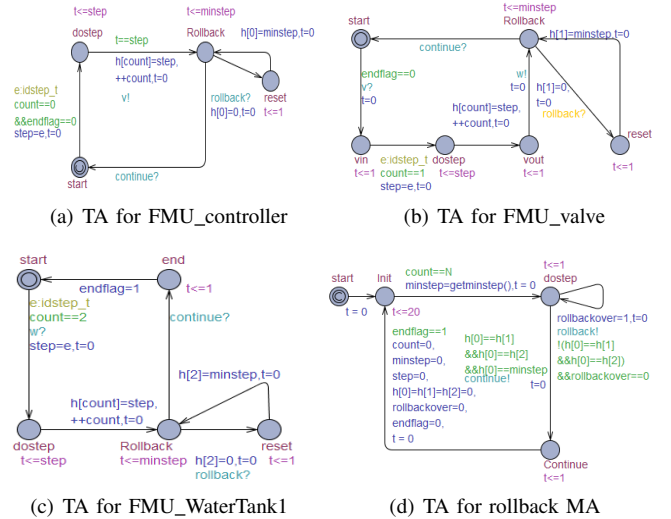 t<=step
dostep
t==step
h[count]=step,
++count,t=0
v!
t<=minstep
Rollback
h[0]=minstep,t=0
rollback?
h[0]=0,t=0
reset
t<=1
e:idstep_t
count==0
&&endflag==0
step=e,t=0
start
continue?
(a) TA for FMU_controller
start
continue?
t<=minstep
Rollback
h[1]=minstep,t=0
endflag==0
v?
t=0
h[count]=step,
++count,t=0
w!
t=0
h[1]=0,
t=0
rollback?
vin
t<=1
e:idstep_t
count==1
step=e,t=0
dostep
t<=step
vout
t<=1
reset
t<=1
(b) TA for FMU_valve
start
endflag=1
end
t<=1
e:idstep_t
count==2
w?
step=e,t=0
continue?
h[count]=step,
++count,t=0
h[2]=minstep,t=0
dostep
t<=step
Rollback
t<=minstep
h[2]=0,t=0
rollback?
reset
t<=1
(c) TA for FMU_WaterTank1
start
t = 0
Init
t<=20
count==N
minstep=getminstep(),t = 0
t<=1
dostep
endflag==1
count=0,
minstep=0,
step=0,
h[0]=h[1]=h[2]=0,
rollbackover=0,
endflag=0,
t = 0
h[0]==h[1]
&&h[0]==h[2]
&&h[0]==minstep
continue!
t=0
rollbackover=1,t=0
rollback!
!(h[0]==h[1]
&&h[0]==h[2])
&&rollbackover==0
Continue
t<=1
(d) TA for rollback MA